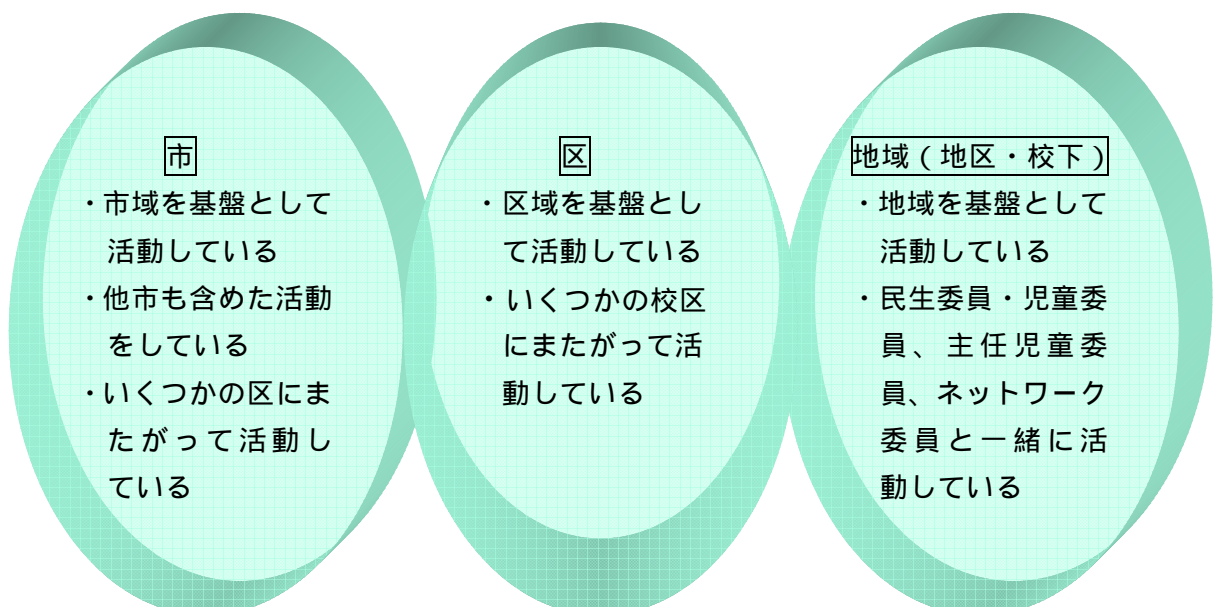 市
・市域を基盤として
活動している
・他市も含めた活動
をしている
・いくつかの区にま
たがって活動し
ている
区
・区域を基盤とし
て活動している
・いくつかの校区
にまたがって活
動している
地域（地区・校下）
・地域を基盤として
活動している
・民生委員・児童委
員、主任児童委
員、ネットワーク
委員と一緒に活
動している